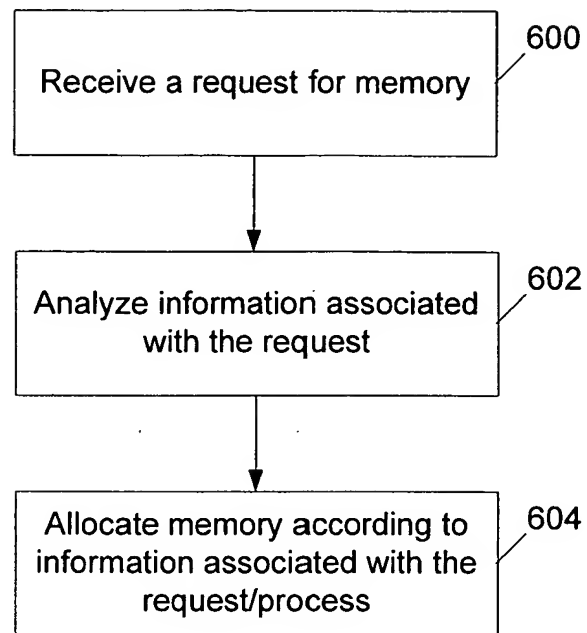 600
Receive a request for memory
602
Analyze information associated
with the request
604
Allocate memory according to
information associated with the
request/process